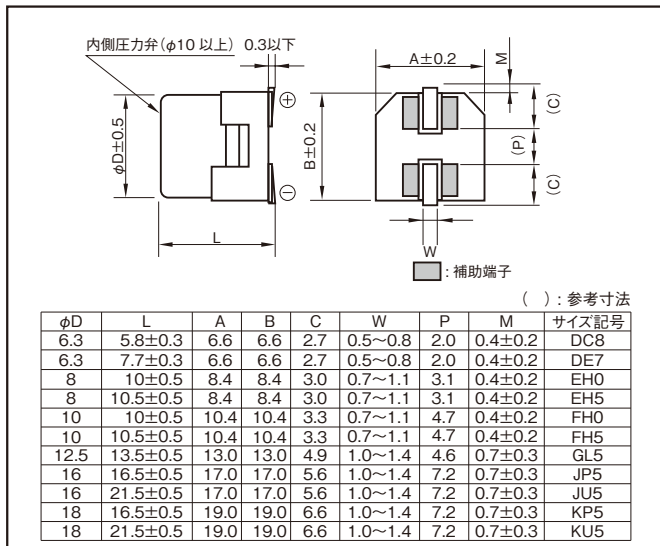 内側圧力弁(φ10 以上) 0.3以下
A±0.2
M
(C)
(P)
(C)
φD±0.5
B±0.2
⊕
⊖
L
W
:補助端子
( ):参考寸法
φD L A B C W P M サイズ記号
6.3 5.8±0.3 6.6 6.6 2.7 0.5~0.8 2.0 0.4±0.2 DC8
6.3 7.7±0.3 6.6 6.6 2.7 0.5~0.8 2.0 0.4±0.2 DE7
8 10±0.5 8.4 8.4 3.0 0.7~1.1 3.1 0.4±0.2 EH0
8 10.5±0.5 8.4 8.4 3.0 0.7~1.1 3.1 0.4±0.2 EH5
10 10±0.5 10.4 10.4 3.3 0.7~1.1 4.7 0.4±0.2 FH0
10 10.5±0.5 10.4 10.4 3.3 0.7~1.1 4.7 0.4±0.2 FH5
12.5 13.5±0.5 13.0 13.0 4.9 1.0~1.4 4.6 0.7±0.3 GL5
16 16.5±0.5 17.0 17.0 5.6 1.0~1.4 7.2 0.7±0.3 JP5
16 21.5±0.5 17.0 17.0 5.6 1.0~1.4 7.2 0.7±0.3 JU5
18 16.5±0.5 19.0 19.0 6.6 1.0~1.4 7.2 0.7±0.3 KP5
18 21.5±0.5 19.0 19.0 6.6 1.0~1.4 7.2 0.7±0.3 KU5